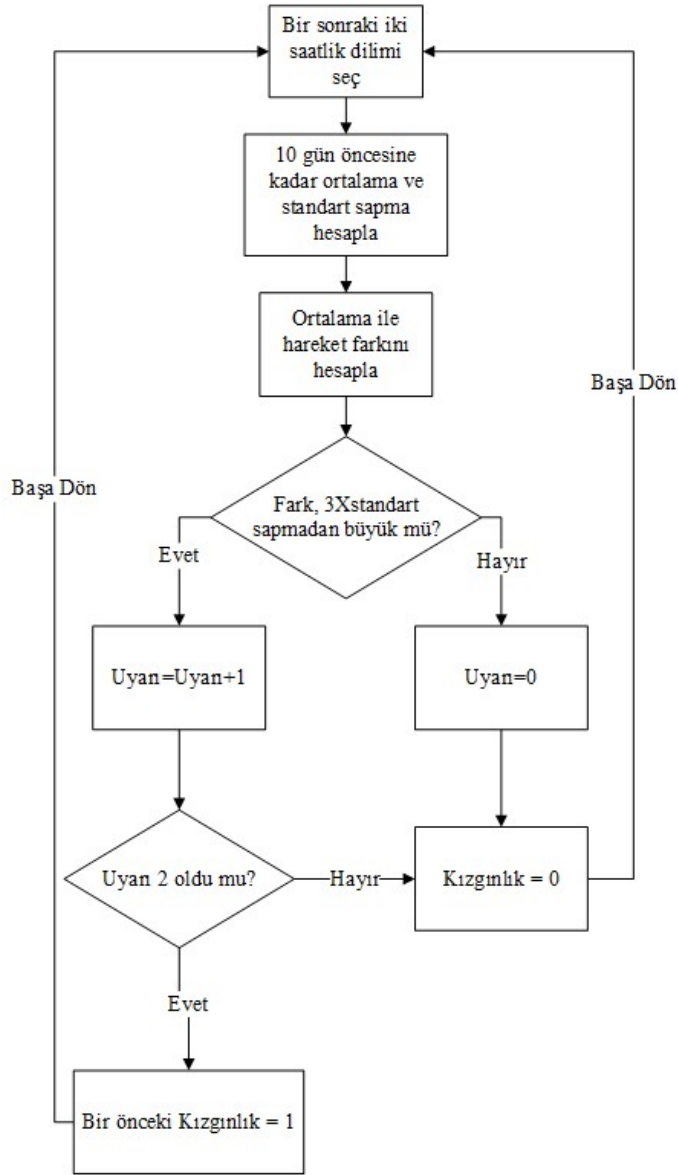 Bir sonraki iki
saatlik dilimi
seç
10 gün öncesine
kadar ortalama ve
standart sapma
hesapla
Ortalama ile
hareket farkını
hesapla
Başa Dön
Başa Dön
Fark, 3Xstandart
sapmadan büyük mü?
Evet
Hayır
Uyarı=Uyarı+1
Uyarı=0
Uyarı 2 oldu mu?
Hayır
Kızgınlık = 0
Evet
Bir önceki Kızgınlık = 1